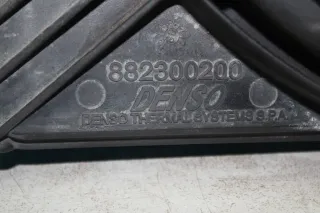 882300200
DENSO
DENSO THERMAL SYSTEMS S.P.A.